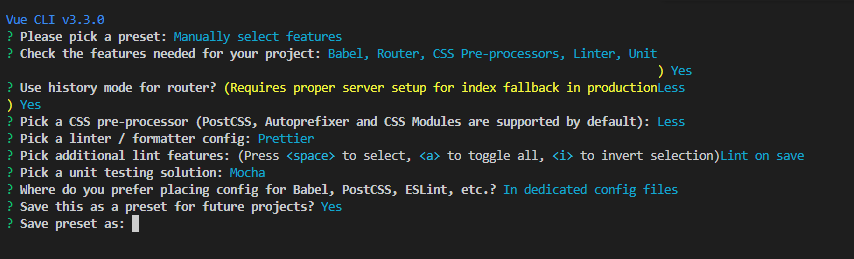 Vue CLI v3.3.0
? Please pick a preset: Manually select features
? Check the features needed for your project: Babel, Router, CSS Pre-processors, Linter, Unit
) Yes
? Use history mode for router? (Requires proper server setup for index fallback in productionLess
) Yes
? Pick a CSS pre-processor (PostCSS, Autoprefixer and CSS Modules are supported by default): Less
? Pick a linter / formatter config: Prettier
? Pick additional lint features: (Press <space> to select, <a> to toggle all, <i> to invert selection)Lint on save
? Pick a unit testing solution: Mocha
? Where do you prefer placing config for Babel, PostCSS, ESLint, etc.? In dedicated config files
? Save this as a preset for future projects? Yes
? Save preset as: